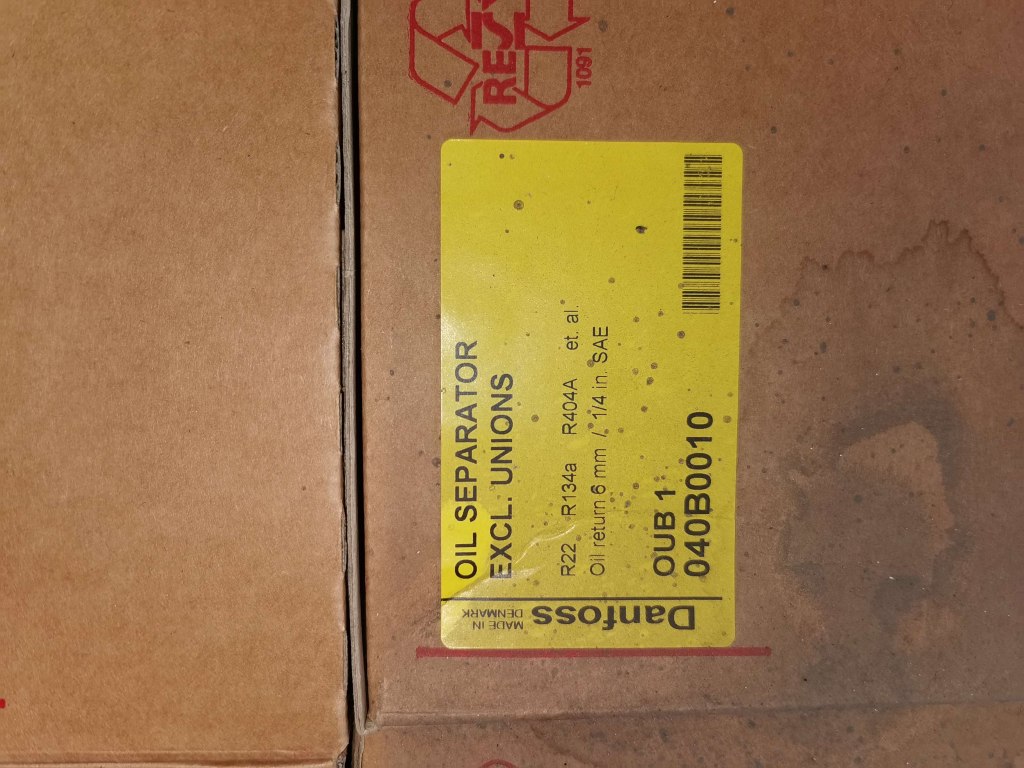 RESY
1091
OIL SEPARATOR
EXCL. UNIONS
R22 R134a R404A et. al.
Oil return 6 mm / 1/4 in. SAE
OUB 1
040B0010
MADE IN
DENMARK
Danfoss